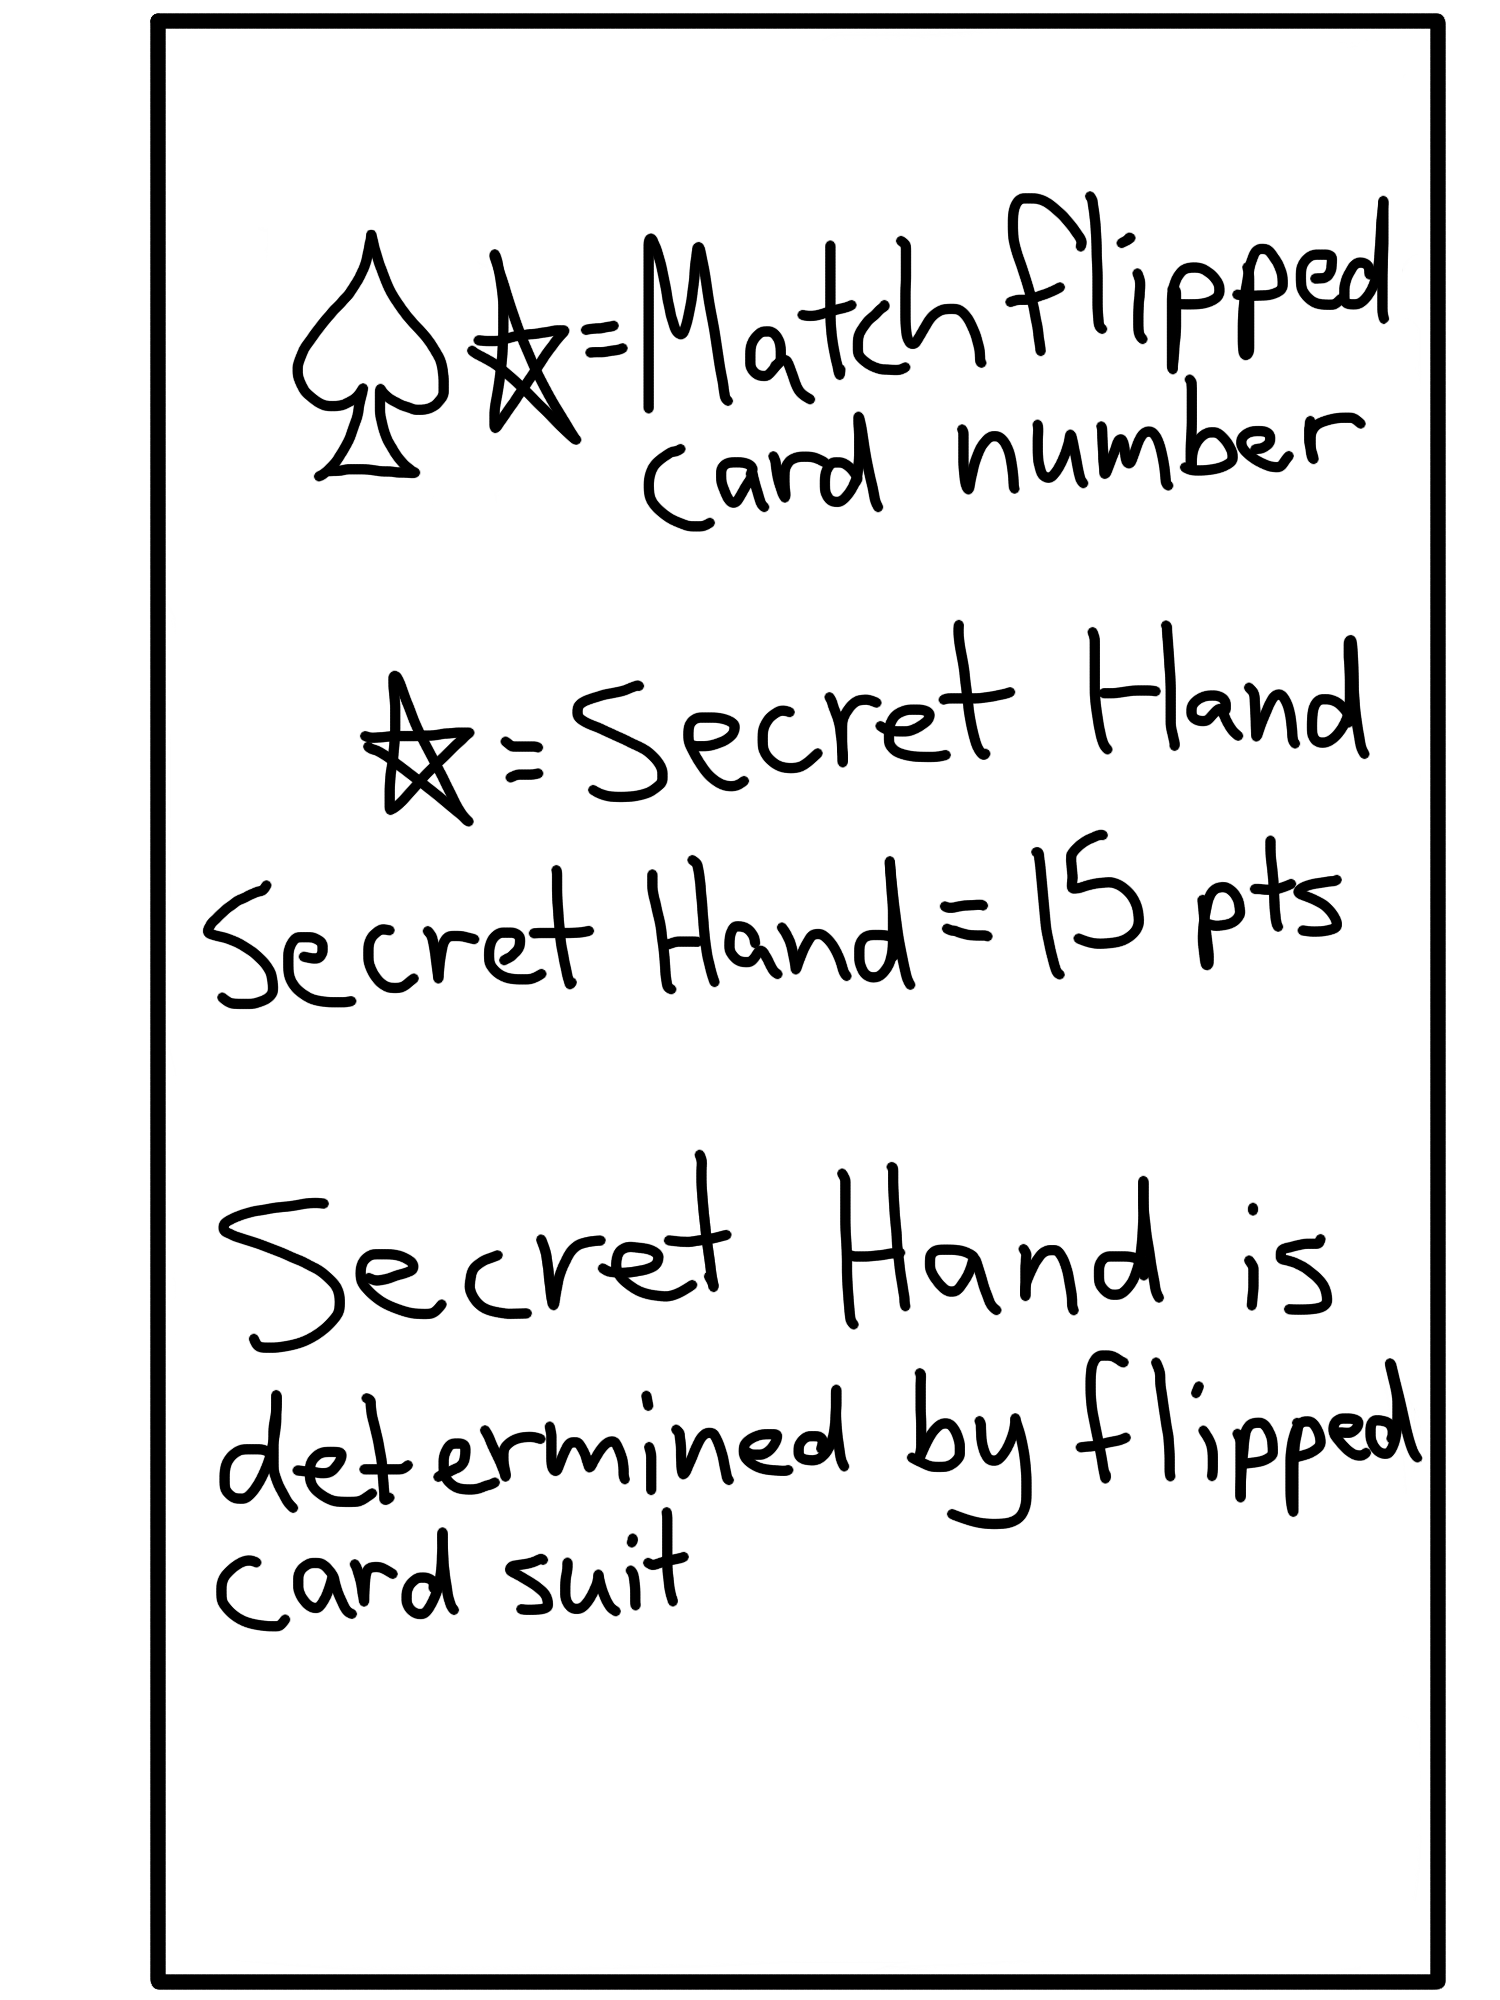 ♤☆=Match flipped
card number
☆=Secret Hand
Secret Hand = 15 pts
Secret Hand is
determined by flipped
card suit